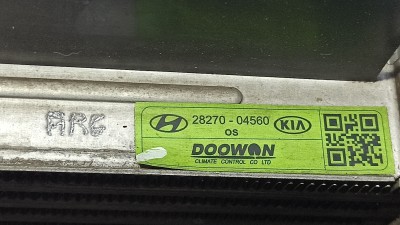 ARG
28270 - 04560
KIA
OS
DOOWON
CLIMATE CONTROL CO LTD